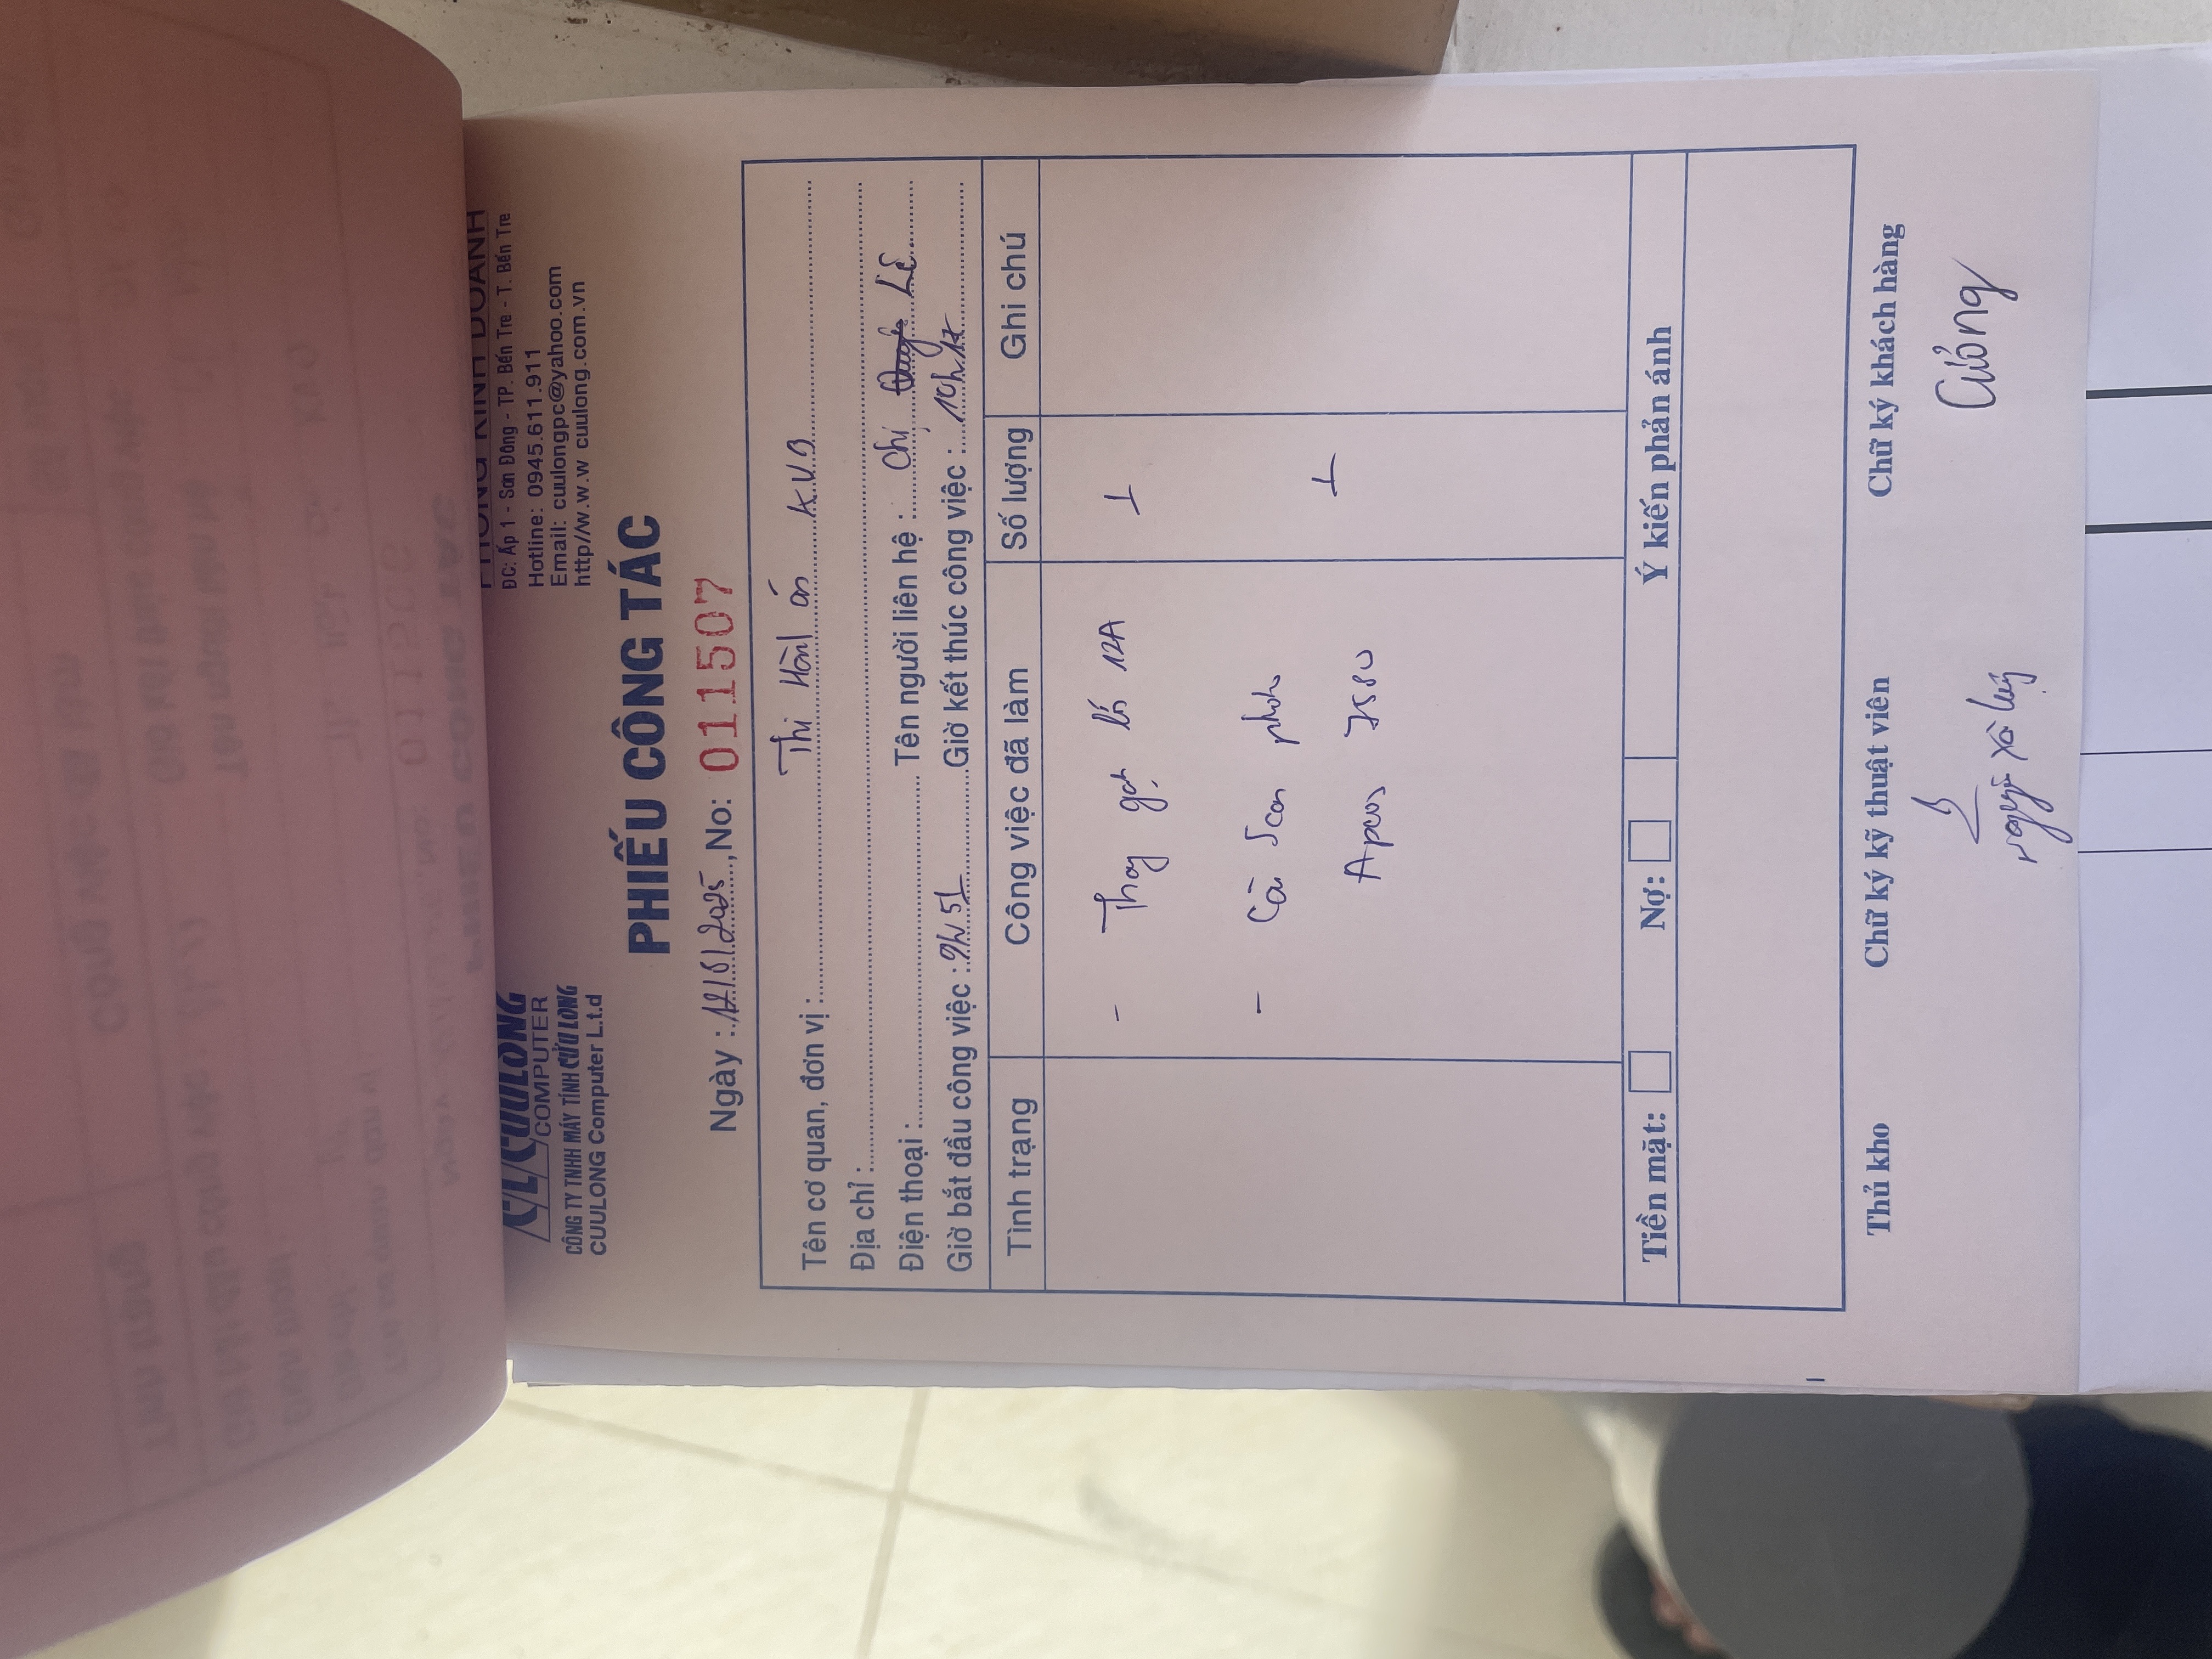 CUULONG
COMPUTER
CÔNG TY TNHH MÁY TÍNH CỬU LONG
CUULONG Computer L.t.d
PHÒNG KINH DOANH
ĐC: Ấp 1 - Sơn Đông - TP. Bến Tre - T. Bến Tre
Hotline: 0945.611.911
Email: cuulongpc@yahoo.com
http//w.w.w cuulong.com.vn
PHIẾU CÔNG TÁC
Ngày : 12/8/2025, No: 011507
Tên cơ quan, đơn vị : Thi Hành án KV9
Địa chỉ :
Điện thoại : Tên người liên hệ : Chị Lê
Giờ bắt đầu công việc : 9h51 Giờ kết thúc công việc : 10h17
Tình trạng Công việc đã làm Số lượng Ghi chú
- Thay gạt lớn 12A 1
- Cài Scan photo 1
Apeos 7580
Tiền mặt: Nợ: Ý kiến phản ánh
Thủ kho Chữ ký kỹ thuật viên Chữ ký khách hàng
Cường